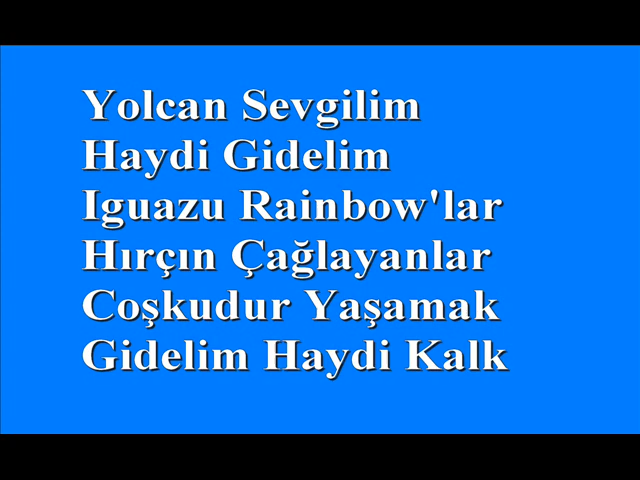 Yolcan Sevgilim
Haydi Gidelim
Iguazu Rainbow'lar
Hırçın Çağlayanlar
Coşkudur Yaşamak
Gidelim Haydi Kalk